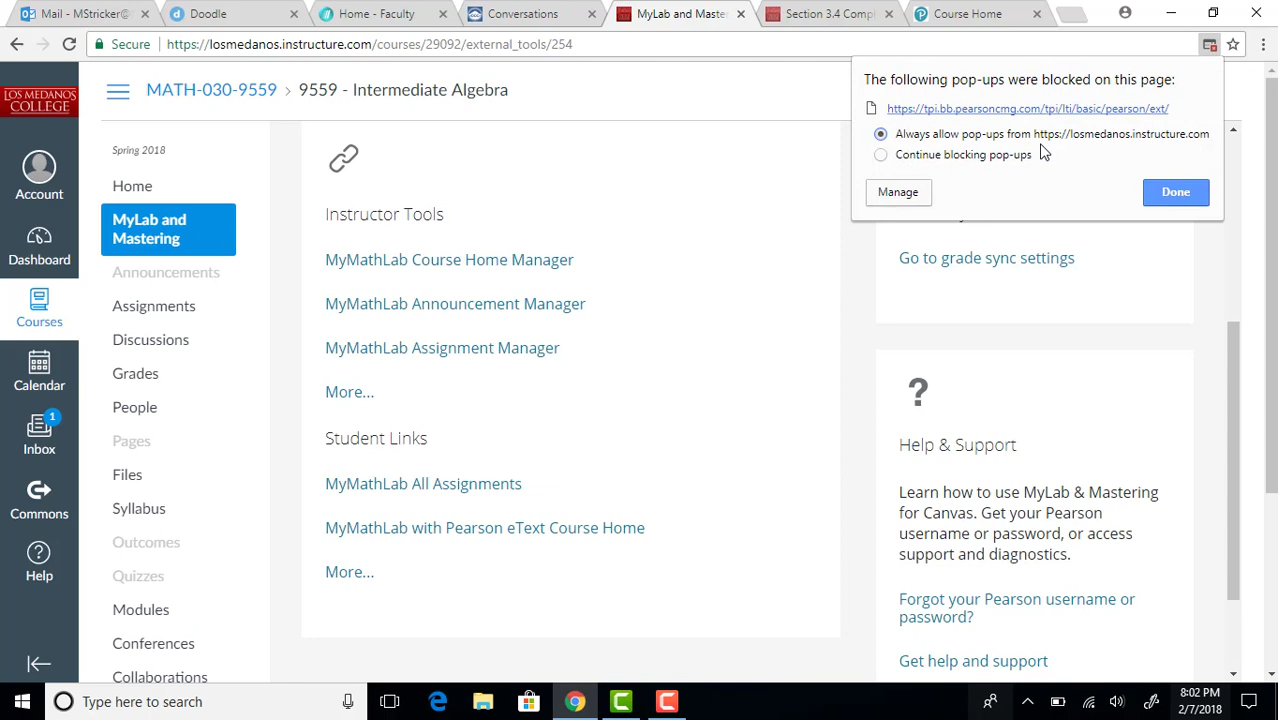 Mail - MStricker@
Doodle
Home - Faculty
Conversations
MyLab and Maste
Section 3.4 Compl
Course Home
Secure
https://losmedanos.instructure.com/courses/29092/external_tools/254
LOS MEDANOS
COLLEGE
MATH-030-9559 › 9559 - Intermediate Algebra
The following pop-ups were blocked on this page:
https://tpi.bb.pearsoncmg.com/tpi/lti/basic/pearson/ext/
Always allow pop-ups from https://losmedanos.instructure.com
Continue blocking pop-ups
Manage
Done
Account
Dashboard
Courses
Calendar
1
Inbox
Commons
Help
Spring 2018
Home
MyLab and
Mastering
Announcements
Assignments
Discussions
Grades
People
Pages
Files
Syllabus
Outcomes
Quizzes
Modules
Conferences
Collaborations
Instructor Tools
MyMathLab Course Home Manager
MyMathLab Announcement Manager
MyMathLab Assignment Manager
More...
Student Links
MyMathLab All Assignments
MyMathLab with Pearson eText Course Home
More...
Go to grade sync settings
?
Help & Support
Learn how to use MyLab & Mastering
for Canvas. Get your Pearson
username or password, or access
support and diagnostics.
Forgot your Pearson username or
password?
Get help and support
Type here to search
8:02 PM
2/7/2018